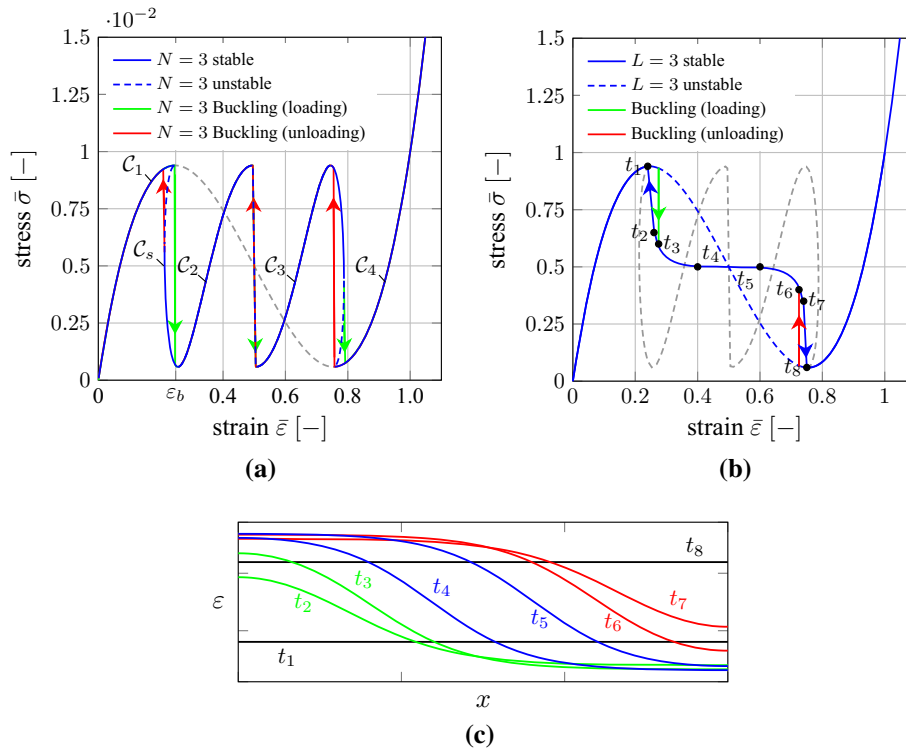 ·10⁻²
1.5
1.25
1
0.75
0.5
0.25
0
0 0.2 0.4 0.6 0.8 1.0
ε_b
stress σ̄ [−]
strain ε̄ [−]
N = 3 stable
N = 3 unstable
N = 3 Buckling (loading)
N = 3 Buckling (unloading)
C₁
C_s
C₂
C₃
C₄
(a)
1.5
1.25
1
0.75
0.5
0.25
0
0 0.2 0.4 0.6 0.8 1
stress σ̄ [−]
strain ε̄ [−]
L = 3 stable
L = 3 unstable
Buckling (loading)
Buckling (unloading)
t₁
t₂
t₃
t₄
t₅
t₆
t₇
t₈
(b)
ε
t₈
t₃
t₂
t₄
t₅
t₆
t₇
t₁
x
(c)